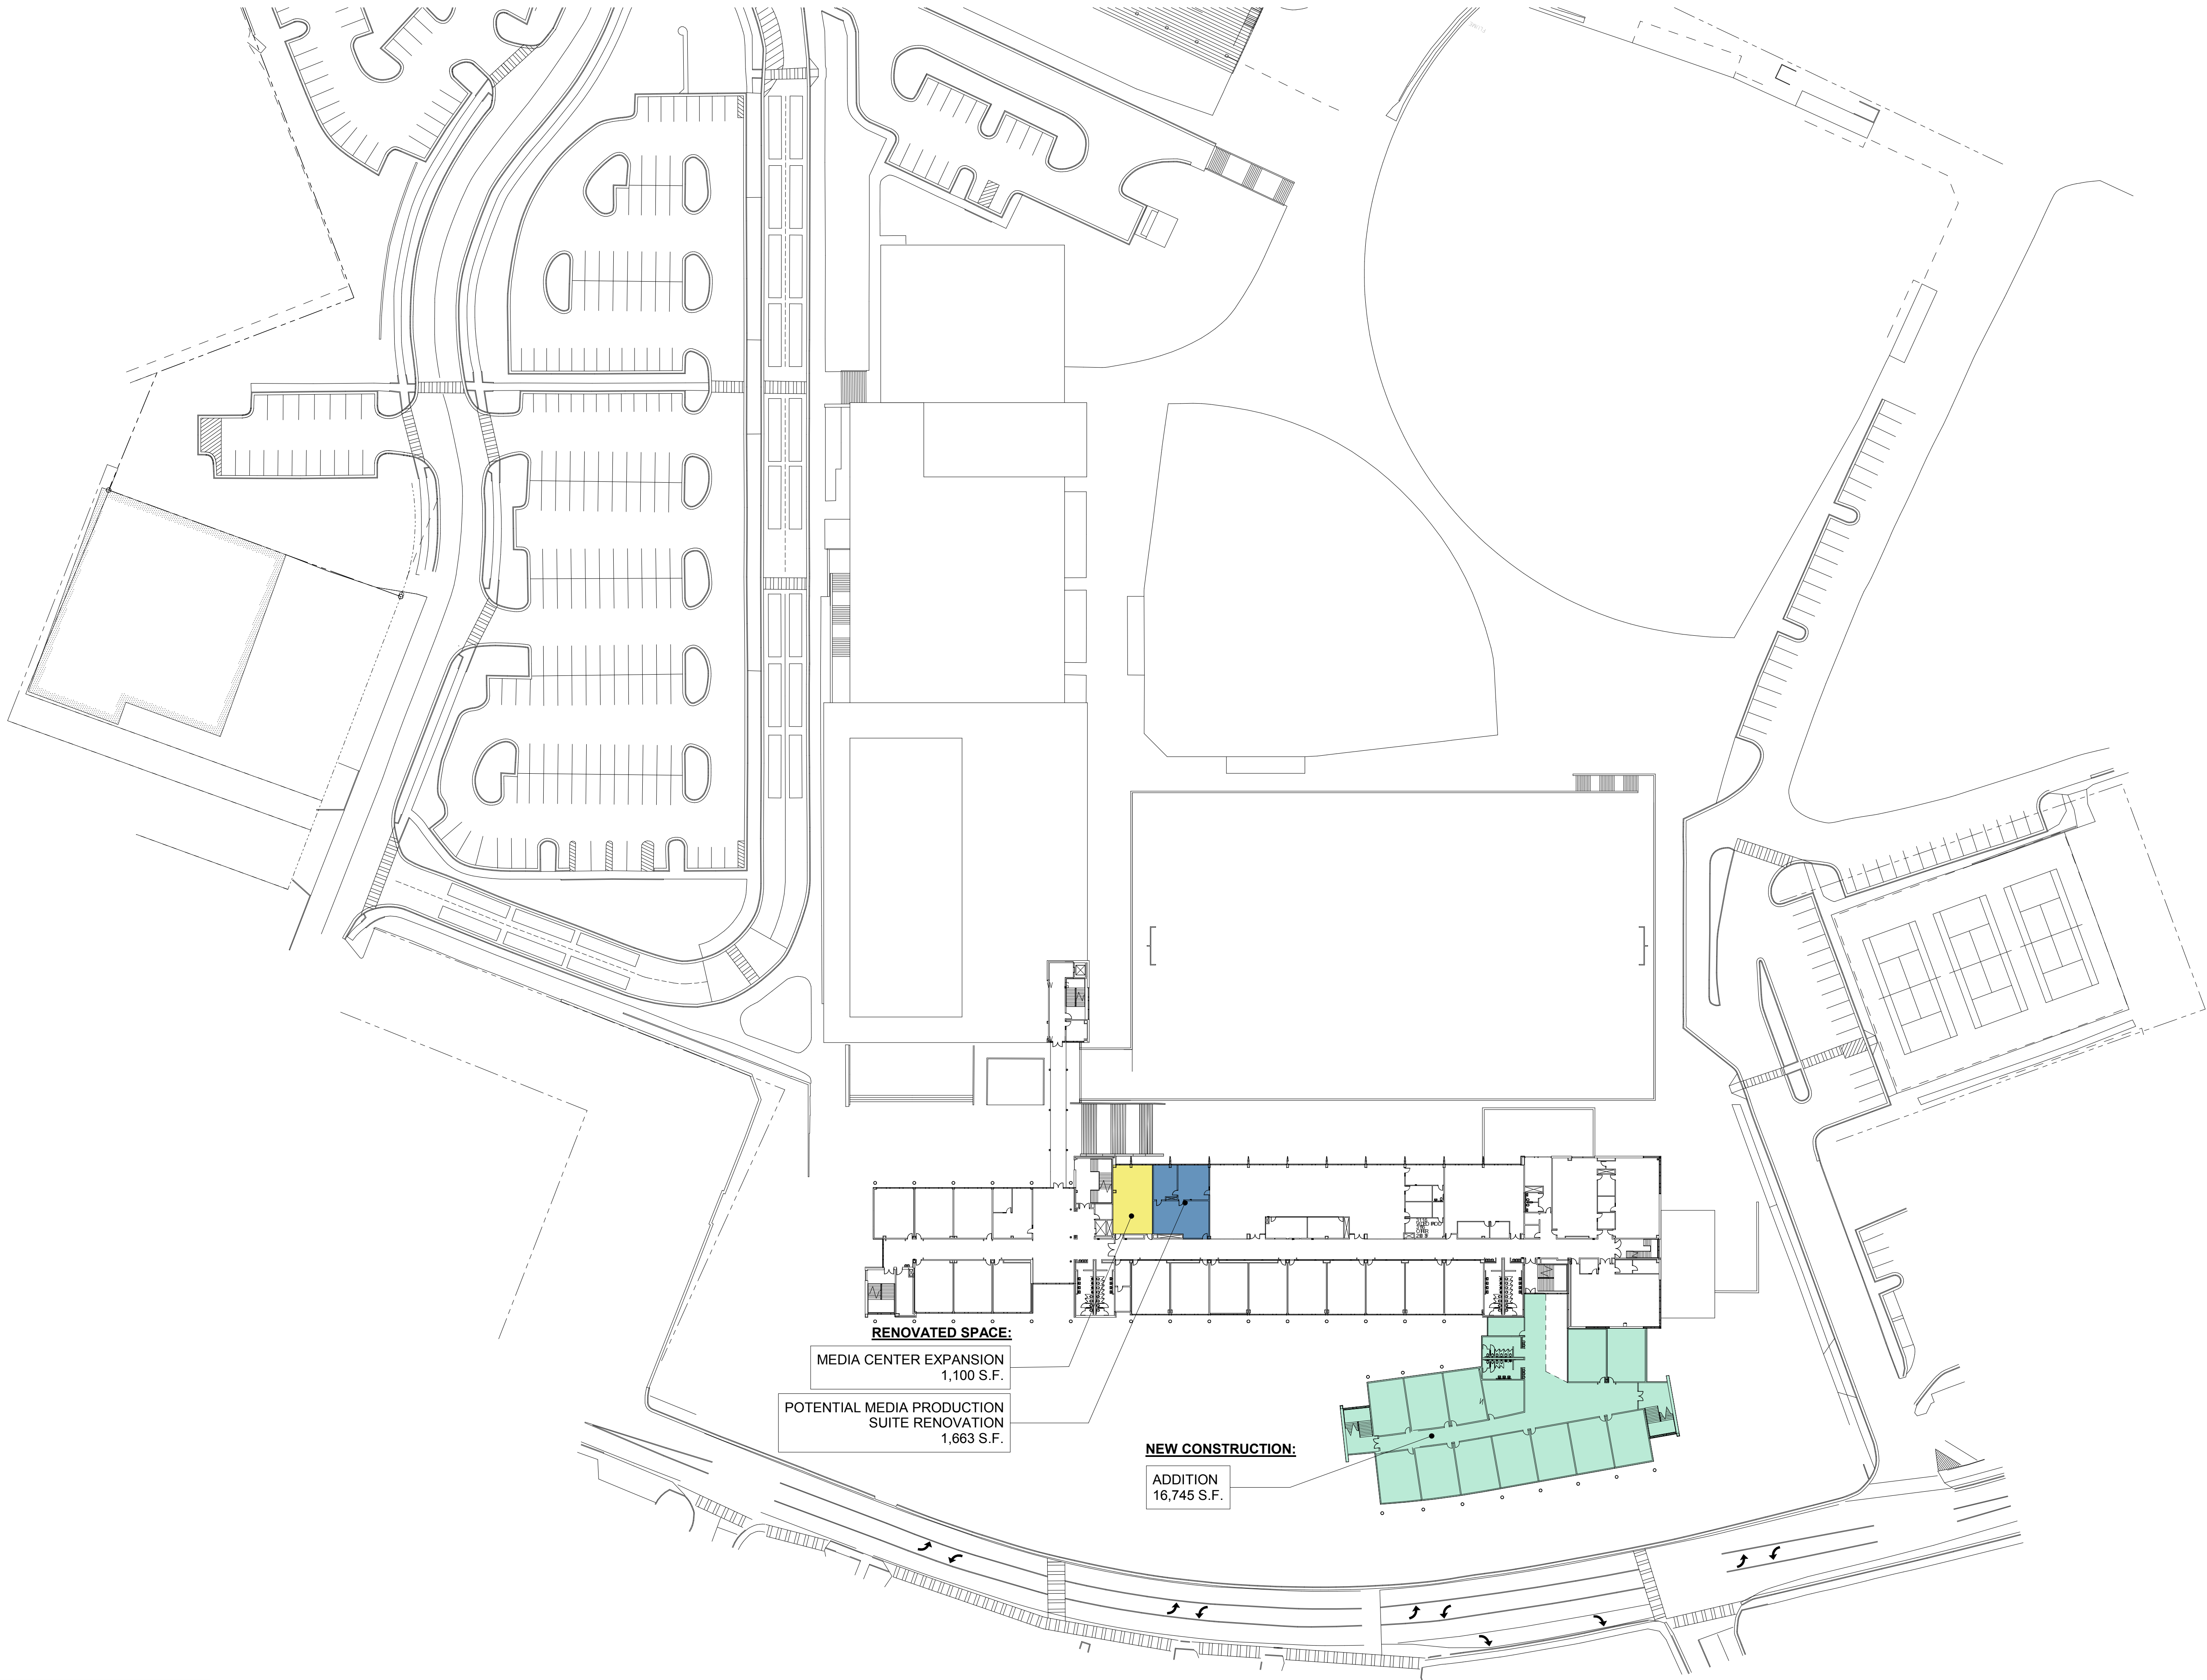 RENOVATED SPACE:
MEDIA CENTER EXPANSION
1,100 S.F.
POTENTIAL MEDIA PRODUCTION
SUITE RENOVATION
1,663 S.F.
NEW CONSTRUCTION:
ADDITION
16,745 S.F.